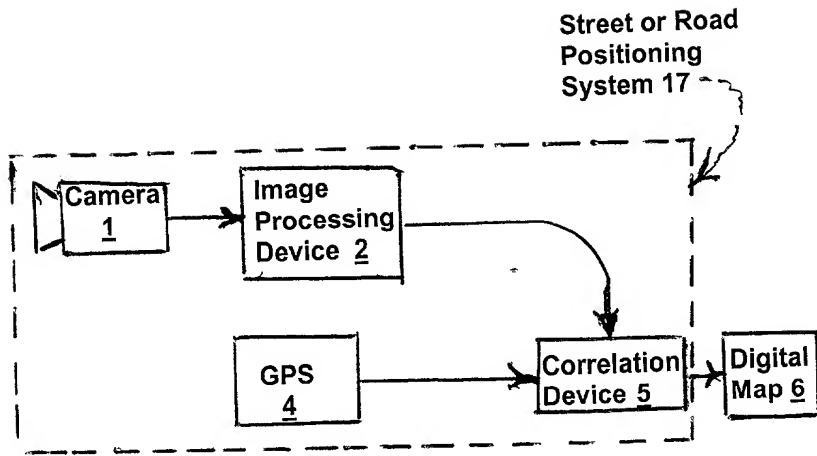 Street or Road
Positioning
System 17
Camera
1
Image
Processing
Device 2
GPS
4
Correlation
Device 5
Digital
Map 6